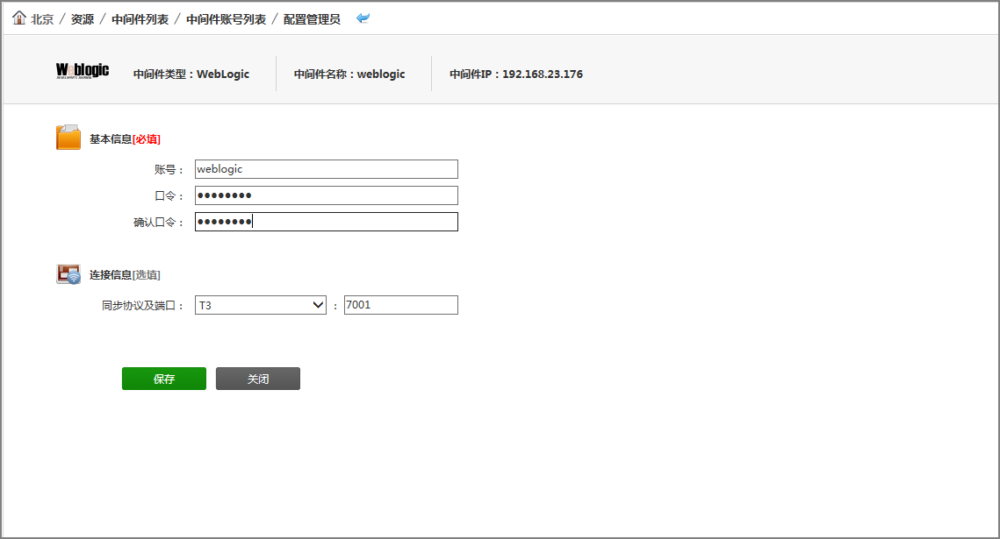 北京 / 资源 / 中间件列表 / 中间件账号列表 / 配置管理员
Weblogic 中间件类型：WebLogic 中间件名称：weblogic 中间件IP：192.168.23.176
基本信息[必填]
账号： weblogic
口令： ●●●●●●●●
确认口令： ●●●●●●●●
连接信息[选填]
同步协议及端口： T3 : 7001
保存 关闭